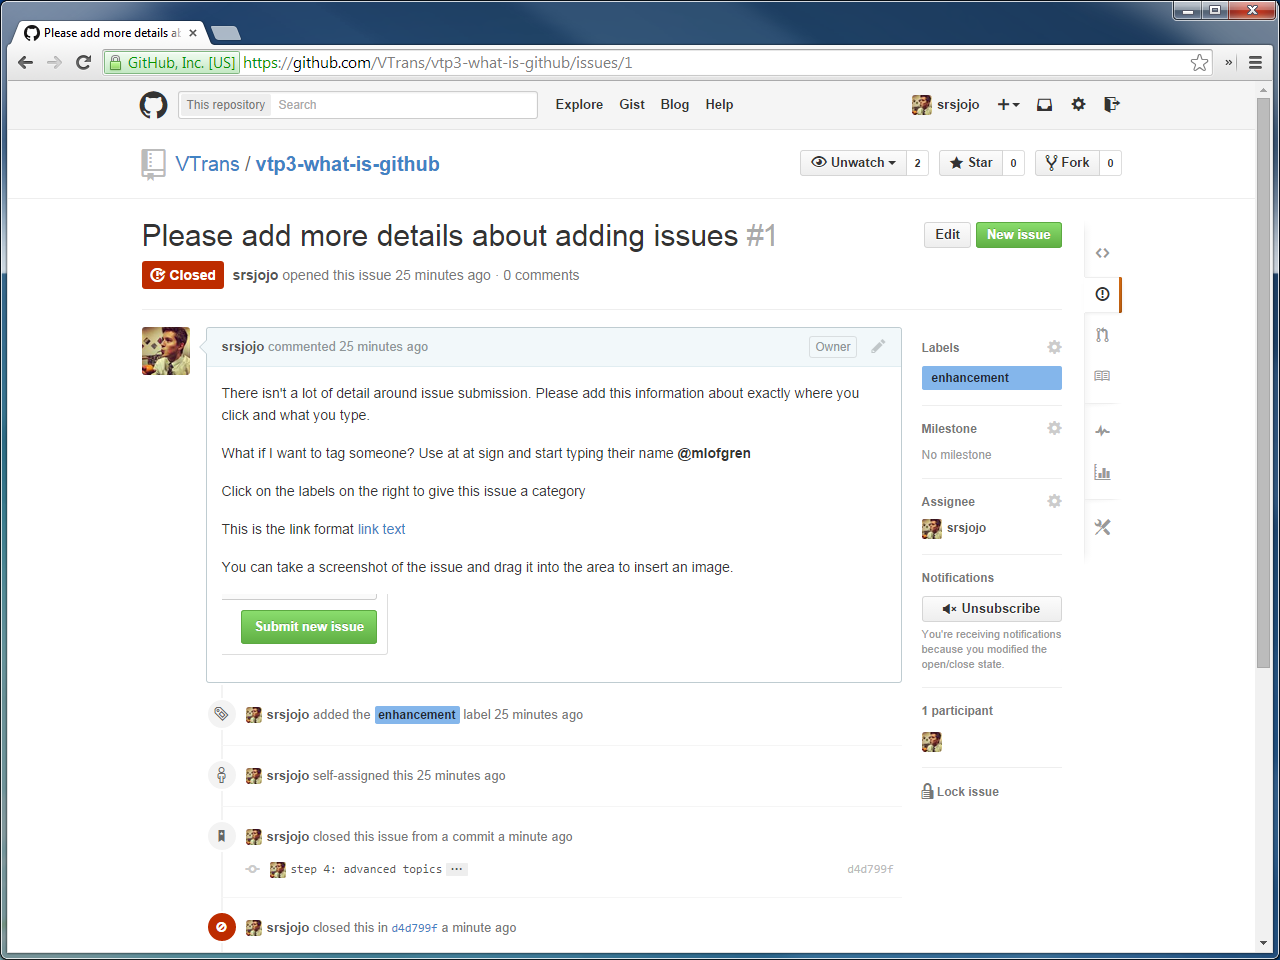 Please add more details ab
GitHub, Inc. [US] https://github.com/VTrans/vtp3-what-is-github/issues/1
This repository Search Explore Gist Blog Help srsjojo
VTrans / vtp3-what-is-github Unwatch 2 Star 0 Fork 0
Please add more details about adding issues #1 Edit New issue
Closed srsjojo opened this issue 25 minutes ago · 0 comments
srsjojo commented 25 minutes ago Owner
There isn't a lot of detail around issue submission. Please add this information about exactly where you
click and what you type.
What if I want to tag someone? Use at at sign and start typing their name @mlofgren
Click on the labels on the right to give this issue a category
This is the link format link text
You can take a screenshot of the issue and drag it into the area to insert an image.
Submit new issue
srsjojo added the enhancement label 25 minutes ago
srsjojo self-assigned this 25 minutes ago
srsjojo closed this issue from a commit a minute ago
step 4: advanced topics ... d4d799f
srsjojo closed this in d4d799f a minute ago
Labels
enhancement
Milestone
No milestone
Assignee
srsjojo
Notifications
Unsubscribe
You're receiving notifications
because you modified the
open/close state.
1 participant
Lock issue